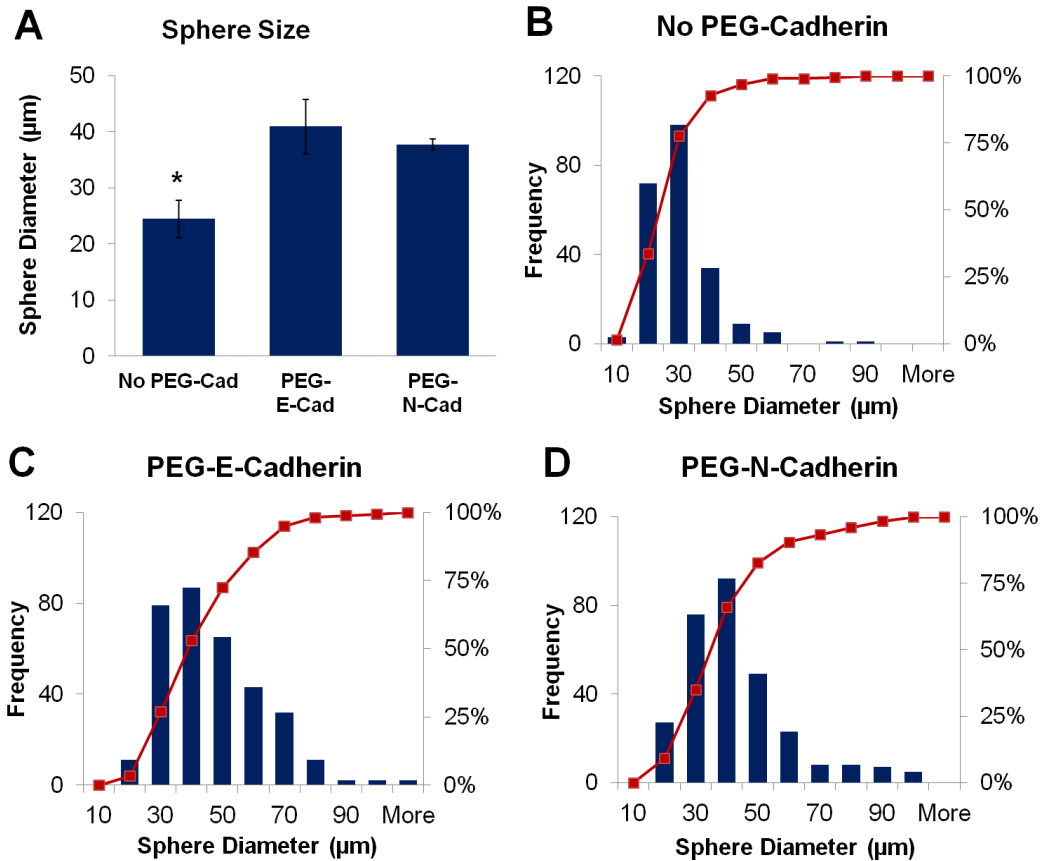 A
Sphere Size
Sphere Diameter (µm)
50
40
30
20
10
0
*
No PEG-Cad
PEG-
E-Cad
PEG-
N-Cad
B
No PEG-Cadherin
Frequency
120
80
40
0
100%
75%
50%
25%
0%
10 30 50 70 90 More
Sphere Diameter (µm)
C
PEG-E-Cadherin
Frequency
120
80
40
0
100%
75%
50%
25%
0%
10 30 50 70 90 More
Sphere Diameter (µm)
D
PEG-N-Cadherin
Frequency
120
80
40
0
100%
75%
50%
25%
0%
10 30 50 70 90 More
Sphere Diameter (µm)